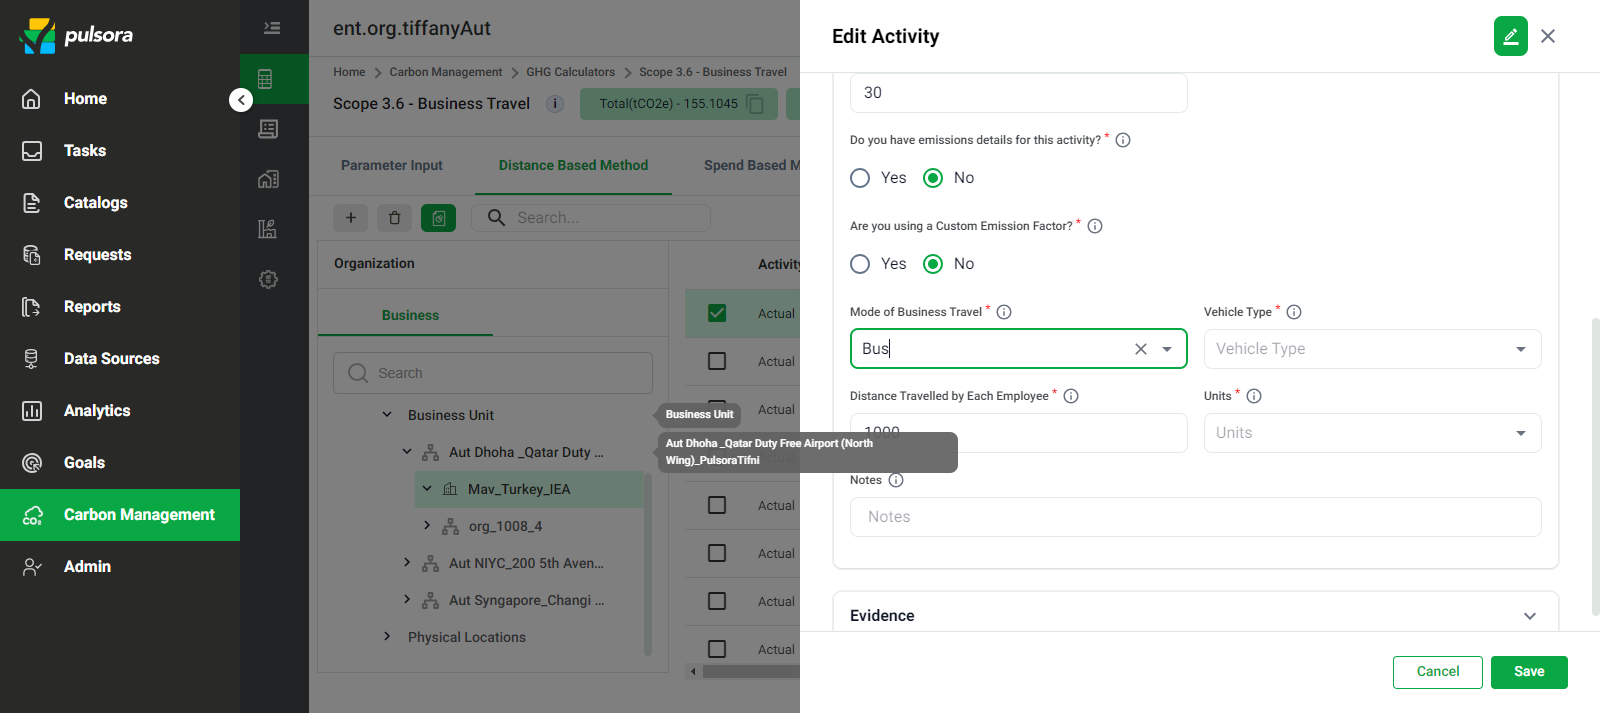 pulsora
Home
Tasks
Catalogs
Requests
Reports
Data Sources
Analytics
Goals
Carbon Management
Admin
ent.org.tiffanyAut
Home > Carbon Management > GHG Calculators > Scope 3.6 - Business Travel
Scope 3.6 - Business Travel
Total(tCO2e) - 155.1045
Parameter Input
Distance Based Method
Spend Based M
Search...
Organization
Business
Search
Business Unit
Aut Dhoha _Qatar Duty ...
Mav_Turkey_IEA
org_1008_4
Aut NIYC_200 5th Aven...
Aut Syngapore_Changi ...
Physical Locations
Business Unit
Aut Dhoha _Qatar Duty Free Airport (North
Wing)_PulsoraTifni
Activity
Actual
Actual
Actual
Actual
Actual
Actual
Actual
Edit Activity
30
Do you have emissions details for this activity? *
Yes
No
Are you using a Custom Emission Factor? *
Yes
No
Mode of Business Travel *
Bus
Vehicle Type *
Vehicle Type
Distance Travelled by Each Employee *
1000
Units *
Units
Notes
Notes
Evidence
Cancel
Save